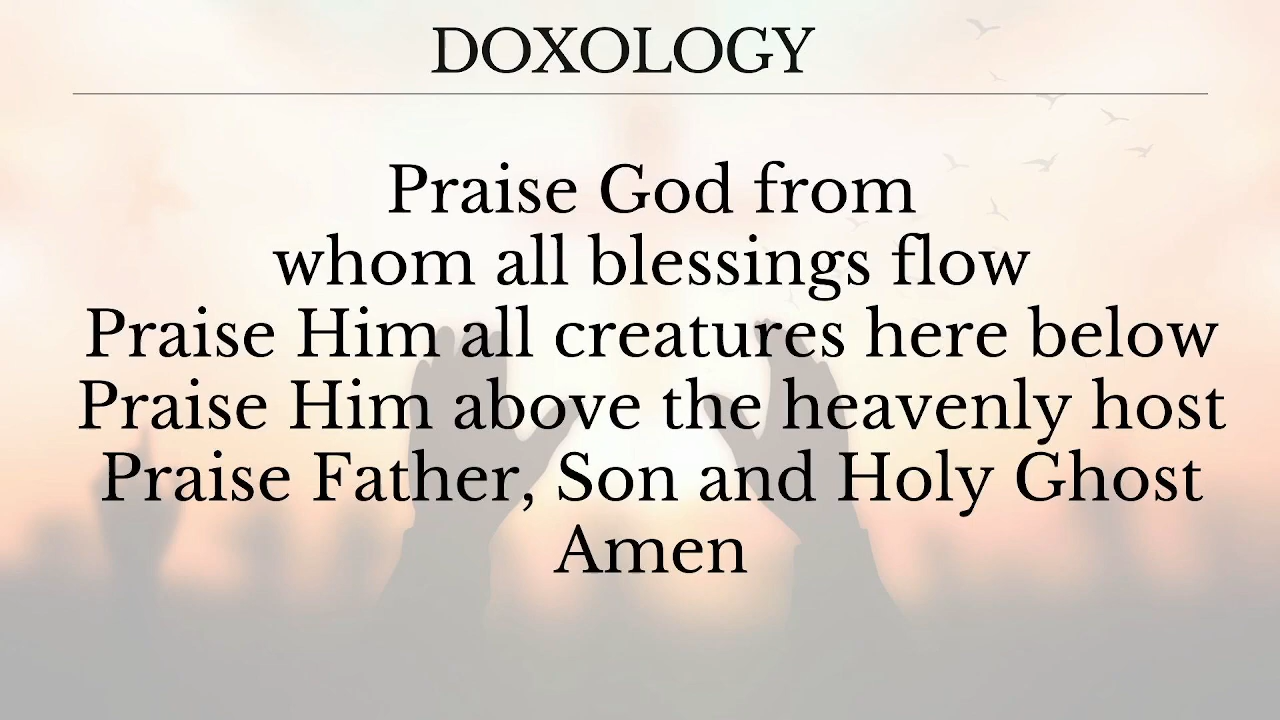 DOXOLOGY
Praise God from
whom all blessings flow
Praise Him all creatures here below
Praise Him above the heavenly host
Praise Father, Son and Holy Ghost
Amen